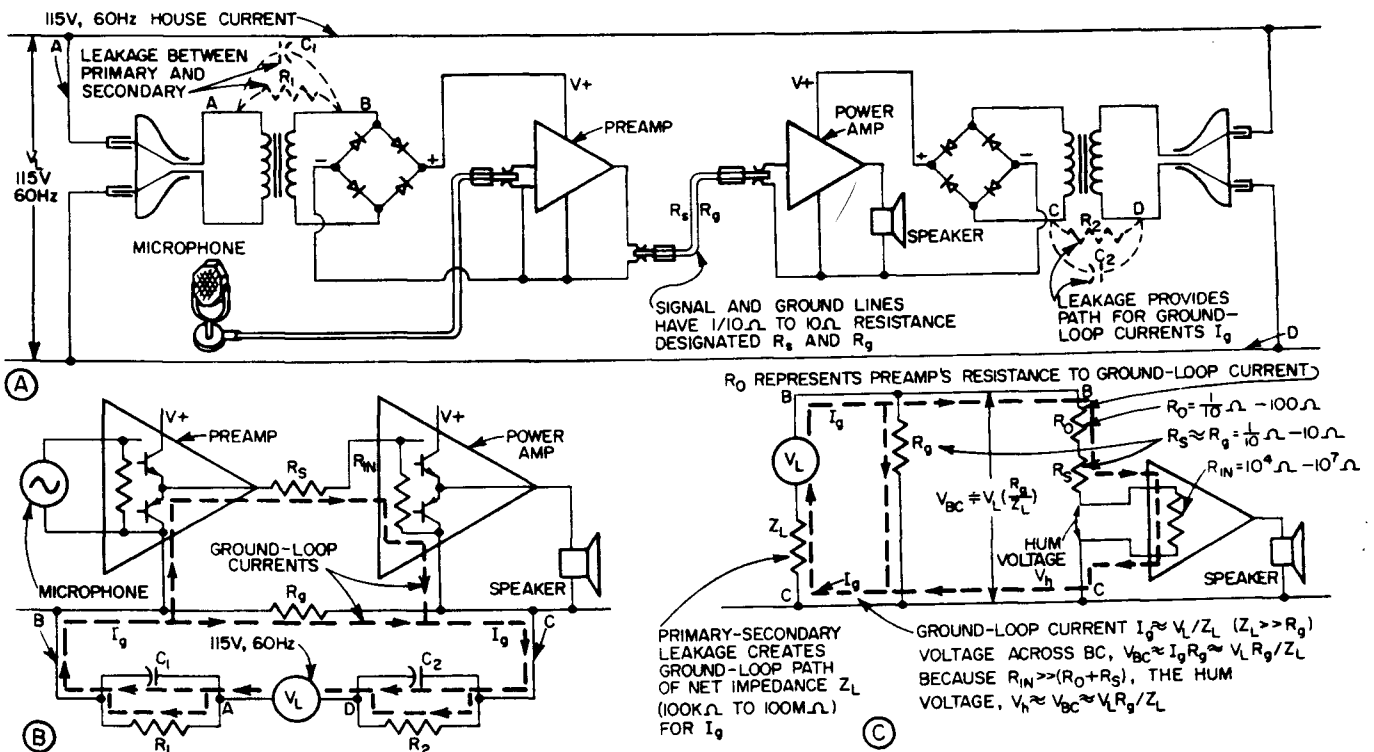 115V, 60Hz HOUSE CURRENT
A
LEAKAGE BETWEEN
PRIMARY AND
SECONDARY
C1
R1
A
B
V+
PREAMP
V+
POWER
AMP
V
115V
60Hz
-
+
+
-
Rs
Rg
SPEAKER
C
D
R2
C2
MICROPHONE
SIGNAL AND GROUND LINES
HAVE 1/10Ω TO 10Ω RESISTANCE
DESIGNATED Rs AND Rg
LEAKAGE PROVIDES
PATH FOR GROUND-
LOOP CURRENTS Ig
D
A
V+
PREAMP
V+
POWER
AMP
RS
RIN
GROUND-LOOP
CURRENTS
MICROPHONE
SPEAKER
Rg
B
Ig
115V, 60Hz
Ig
C
C1
C2
A
VL
D
R1
R2
B
RO REPRESENTS PREAMP'S RESISTANCE TO GROUND-LOOP CURRENT
B
B
Ig
RO
RO = 1/10 Ω - 100Ω
Rg
RS ≈ Rg = 1/10 Ω - 10Ω
VL
RS
RIN = 10^4 Ω - 10^7 Ω
VBC ≑ VL(Rg/ZL)
ZL
HUM
VOLTAGE
Vh
SPEAKER
Ig
C
C
PRIMARY-SECONDARY
LEAKAGE CREATES
GROUND-LOOP PATH
OF NET IMPEDANCE ZL
(100KΩ TO 100MΩ)
FOR Ig
GROUND-LOOP CURRENT Ig ≈ VL/ZL (ZL>>Rg)
VOLTAGE ACROSS BC, VBC ≈ IgRg ≈ VL Rg/ZL
BECAUSE RIN >>(RO+RS), THE HUM
VOLTAGE, Vh ≈ VBC ≈ VLRg/ZL
C